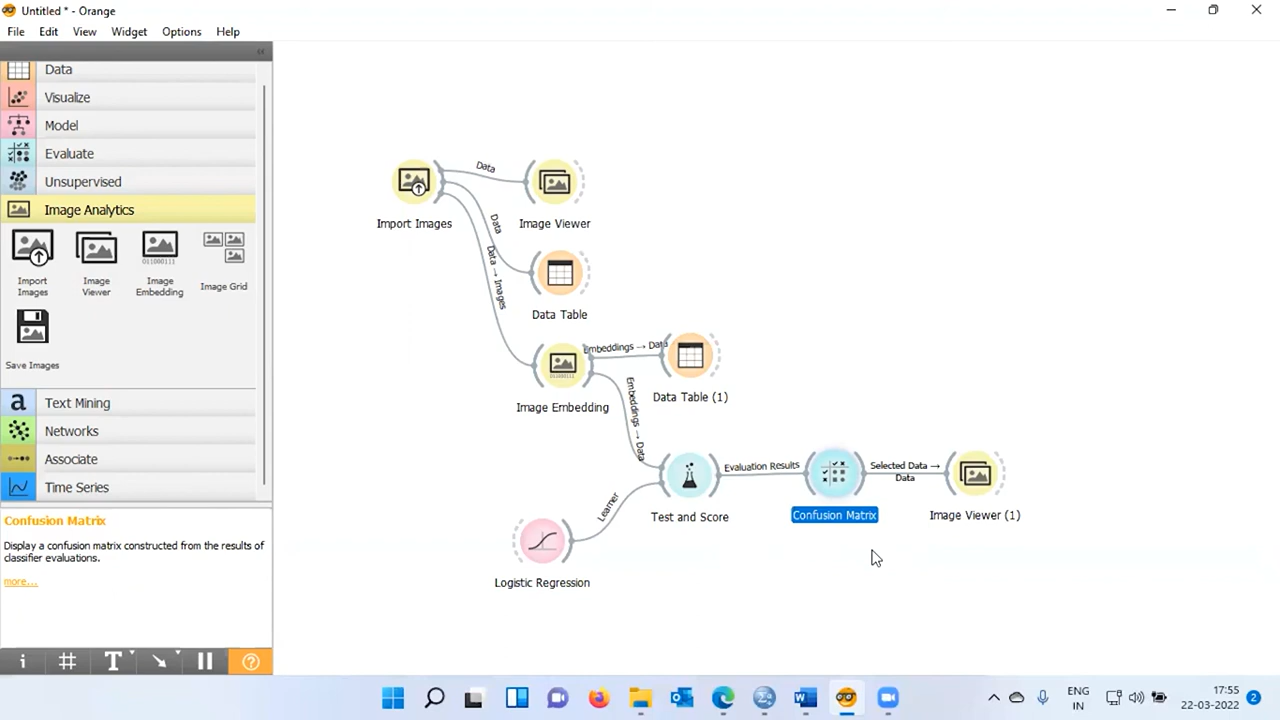 Untitled * - Orange
File Edit View Widget Options Help
Data
Visualize
Model
Evaluate
Unsupervised
Image Analytics
Import Images
Image Viewer
Image Embedding
Image Grid
Save Images
a Text Mining
Networks
Associate
Time Series
Confusion Matrix
Display a confusion matrix constructed from the results of
classifier evaluations.
more...
Data
Import Images
Image Viewer
Data
Data → Images
Data Table
Embeddings → Data
Image Embedding
Data Table (1)
Embeddings → Data
Evaluation Results
Selected Data →
Data
Learner
Test and Score
Confusion Matrix
Image Viewer (1)
Logistic Regression
ENG
IN
17:55
22-03-2022
2